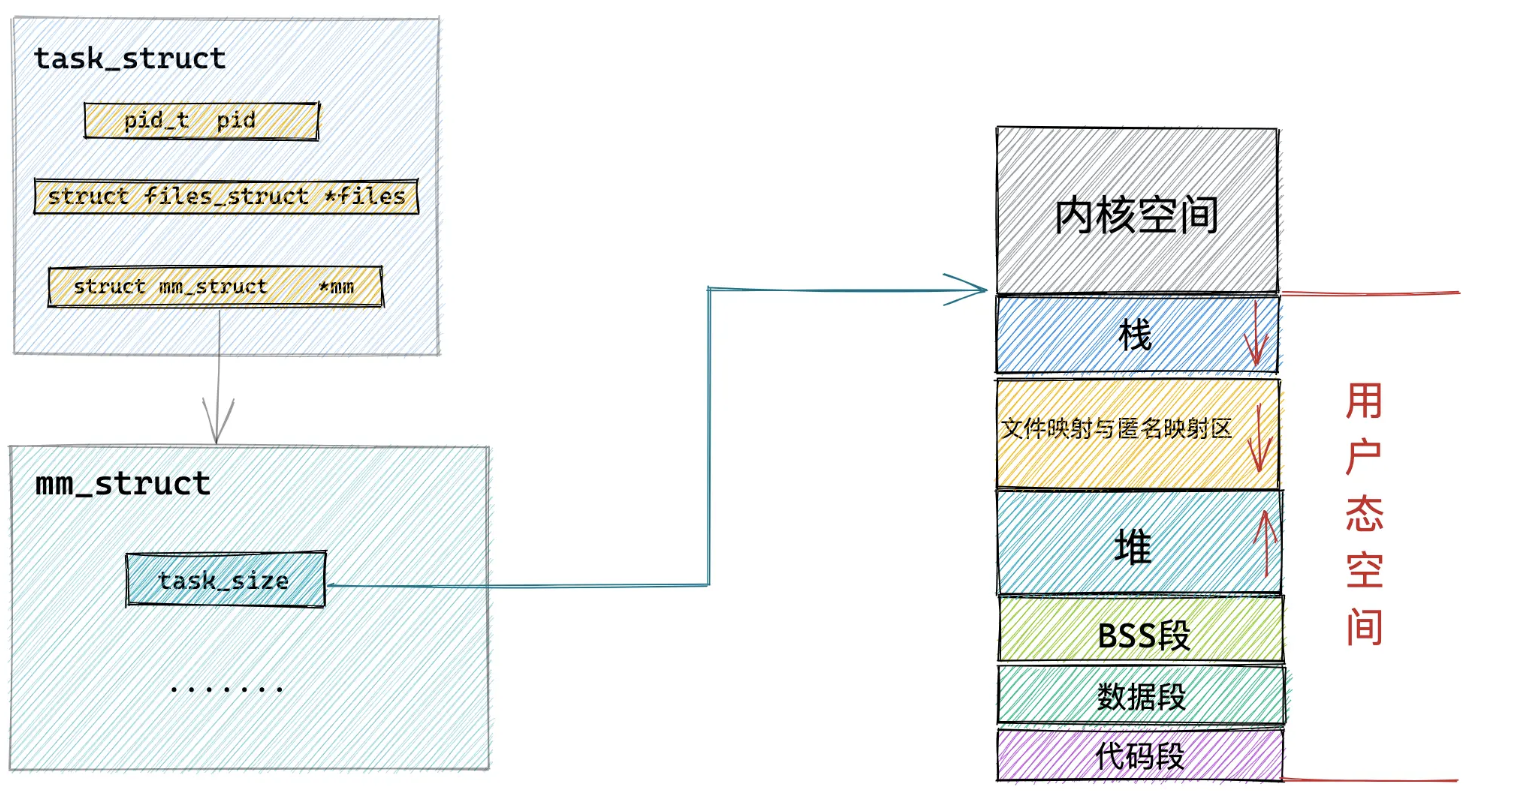 task_struct
pid_t pid
struct files_struct *files
struct mm_struct *mm
mm_struct
task_size
.......
内核空间
栈
文件映射与匿名映射区
堆
BSS段
数据段
代码段
用户态空间